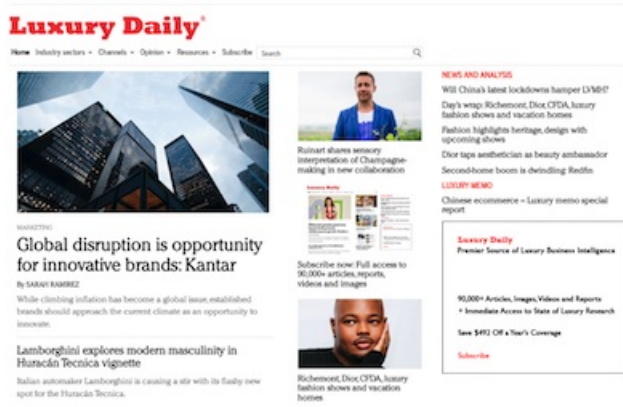 Luxury Daily®
Home Industry sectors Channels Opinion Resources Subscribe Search
MARKETING
Global disruption is opportunity
for innovative brands: Kantar
By SARAH RAMIREZ
While climbing inflation has become a global issue, established
brands should approach the current climate as an opportunity to
innovate.
Lamborghini explores modern masculinity in
Huracán Tecnica vignette
Italian automaker Lamborghini is causing a stir with its flashy new
spot for the Huracán Tecnica.
Ruinart shares sensory
interpretation of Champagne-
making in new collaboration
Luxury Daily
Subscribe now: Full access to
90,000+ articles, reports,
videos and images
Richemont, Dior, CFDA, luxury
fashion shows and vacation
homes
NEWS AND ANALYSIS
Will China's latest lockdowns hamper LVMH?
Day's wrap: Richemont, Dior, CFDA, luxury
fashion shows and vacation homes
Fashion highlights heritage, design with
upcoming shows
Dior taps aesthetician as beauty ambassador
Second-home boom is dwindling: Redfin
LUXURY MEMO
Chinese ecommerce – Luxury memo special
report
Luxury Daily
Premier Source of Luxury Business Intelligence
90,000+ Articles, Images, Videos and Reports
+ Immediate Access to State of Luxury Research
Save $492 Off a Year's Coverage
Subscribe